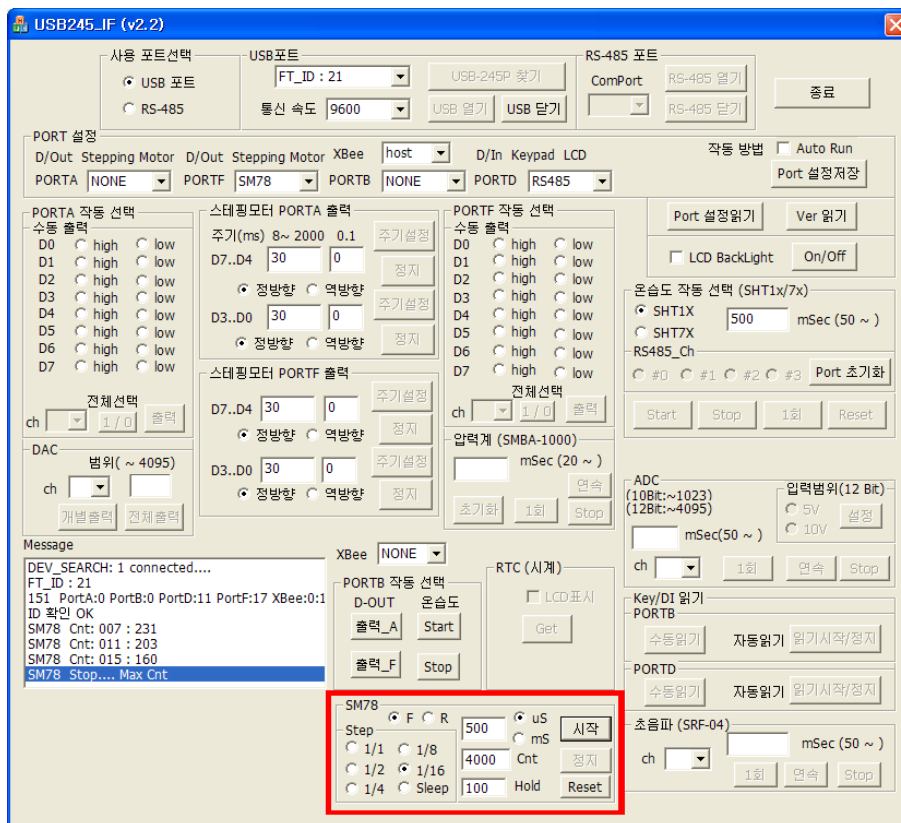 USB245_IF (v2.2)
사용 포트선택
USB 포트
RS-485
USB포트
FT_ID : 21
USB-245P 찾기
통신 속도 9600
USB 열기 USB 닫기
RS-485 포트
ComPort
RS-485 열기
RS-485 닫기
종료
PORT 설정
D/Out Stepping Motor D/Out Stepping Motor XBee host D/In Keypad LCD
PORTA NONE PORTF SM78 PORTB NONE PORTD RS485
작동 방법 Auto Run
Port 설정저장
Port 설정읽기 Ver 읽기
LCD BackLight On/Off
PORTA 작동 선택
수동 출력
D0 high low
D1 high low
D2 high low
D3 high low
D4 high low
D5 high low
D6 high low
D7 high low
전체선택
ch 1 / 0 출력
DAC
범위( ~ 4095)
ch
개별출력 전체출력
스테핑모터 PORTA 출력
주기(ms) 8~ 2000 0.1 주기설정
D7..D4 30 0
정지
정방향 역방향
주기설정
D3..D0 30 0
정방향 역방향 정지
스테핑모터 PORTF 출력
주기설정
D7..D4 30 0
정방향 역방향 정지
D3..D0 30 0 주기설정
정방향 역방향 정지
PORTF 작동 선택
수동 출력
D0 high low
D1 high low
D2 high low
D3 high low
D4 high low
D5 high low
D6 high low
D7 high low
전체선택
ch 1 / 0 출력
압력계 (SMBA-1000)
mSec (20 ~ )
연속
초기화 1회 Stop
온습도 작동 선택 (SHT1x/7x)
SHT1X
SHT7X
500 mSec (50 ~ )
RS485_Ch
#0 #1 #2 #3 Port 초기화
Start Stop 1회 Reset
ADC
(10Bit:~1023)
(12Bit:~4095)
입력범위(12 Bit)
5V
10V
설정
mSec(50 ~ )
ch 1회 연속 Stop
Message
DEV_SEARCH: 1 connected....
FT_ID : 21
151 PortA:0 PortB:0 PortD:11 PortF:17 XBee:0:1
ID 확인 OK
SM78 Cnt: 007 : 231
SM78 Cnt: 011 : 203
SM78 Cnt: 015 : 160
SM78 Stop.... Max Cnt
XBee NONE
PORTB 작동 선택
D-OUT 온습도
출력_A Start
출력_F Stop
RTC (시계)
LCD표시
Get
Key/DI 읽기
PORTB
수동읽기 자동읽기 읽기시작/정지
PORTD
수동읽기 자동읽기 읽기시작/정지
SM78
F R
Step
1/1 1/8
1/2 1/16
1/4 Sleep
500 uS
mS
시작
4000 Cnt 정지
100 Hold Reset
초음파 (SRF-04)
mSec (50 ~ )
ch
1회 연속 Stop